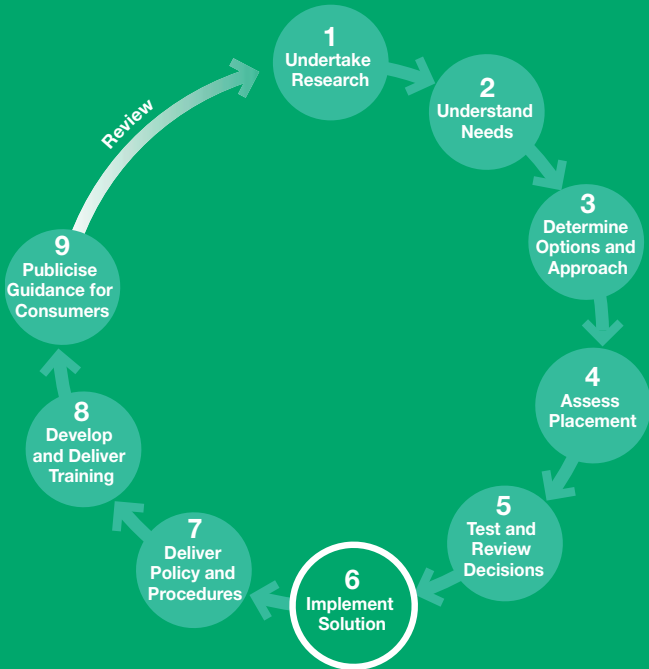 1
Undertake
Research
2
Understand
Needs
3
Determine
Options and
Approach
4
Assess
Placement
5
Test and
Review
Decisions
6
Implement
Solution
7
Deliver
Policy and
Procedures
8
Develop
and Deliver
Training
9
Publicise
Guidance for
Consumers
Review